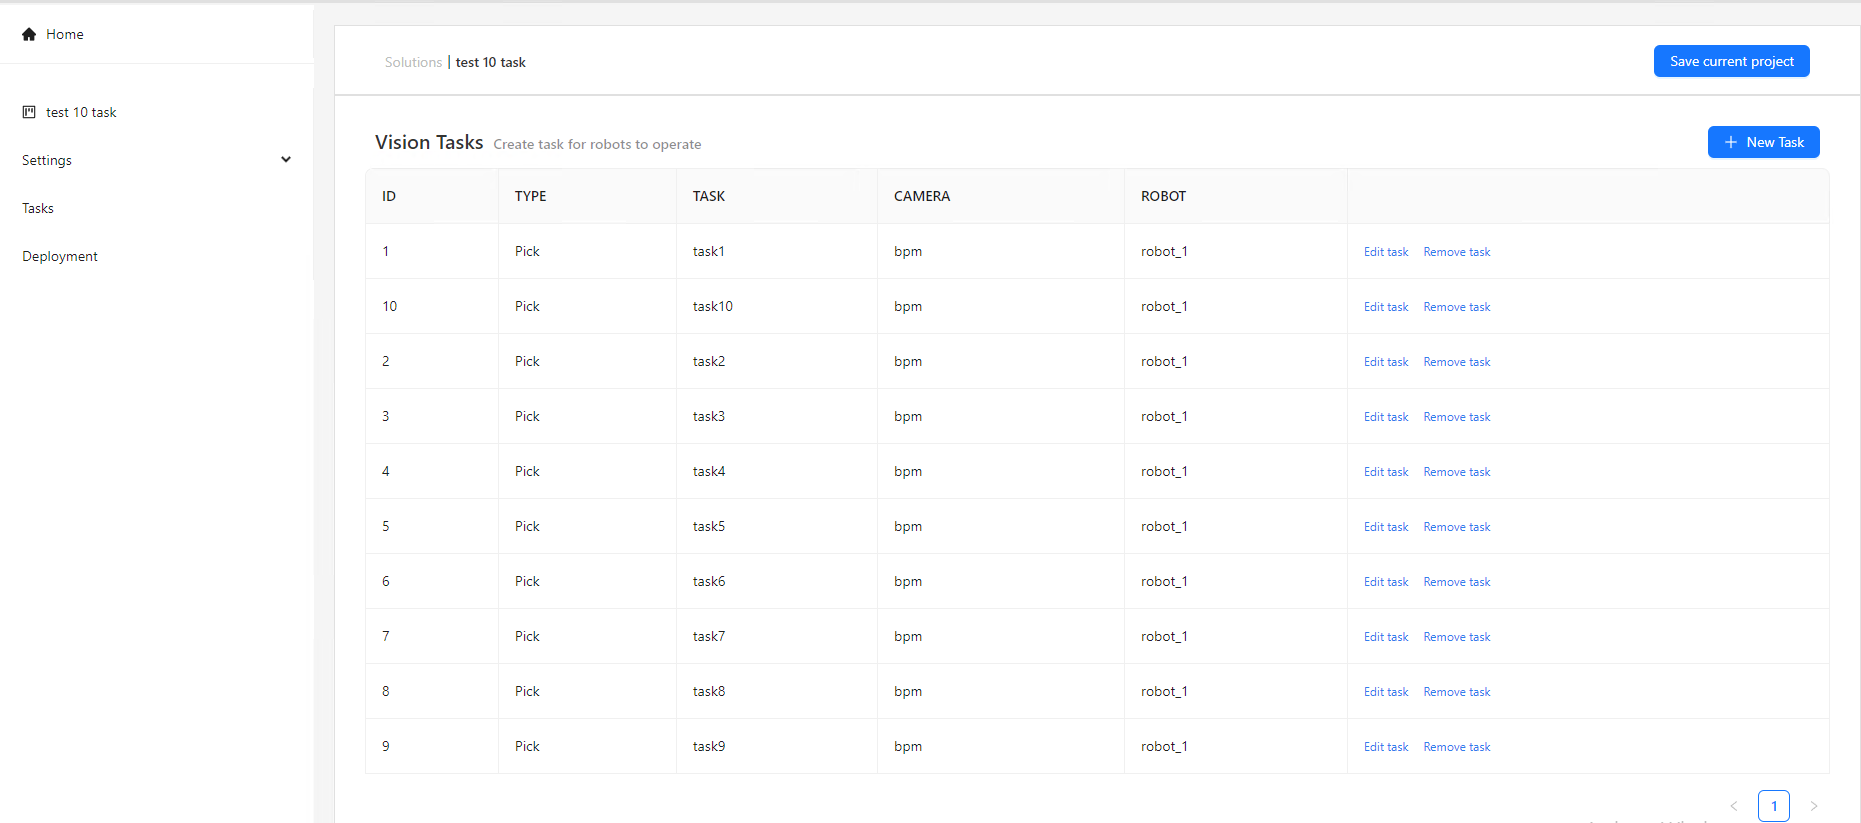 Home
Solutions | test 10 task
Save current project
test 10 task
Settings
Tasks
Deployment
Vision Tasks Create task for robots to operate
+ New Task
ID TYPE TASK CAMERA ROBOT
1 Pick task1 bpm robot_1 Edit task Remove task
10 Pick task10 bpm robot_1 Edit task Remove task
2 Pick task2 bpm robot_1 Edit task Remove task
3 Pick task3 bpm robot_1 Edit task Remove task
4 Pick task4 bpm robot_1 Edit task Remove task
5 Pick task5 bpm robot_1 Edit task Remove task
6 Pick task6 bpm robot_1 Edit task Remove task
7 Pick task7 bpm robot_1 Edit task Remove task
8 Pick task8 bpm robot_1 Edit task Remove task
9 Pick task9 bpm robot_1 Edit task Remove task
< 1 >